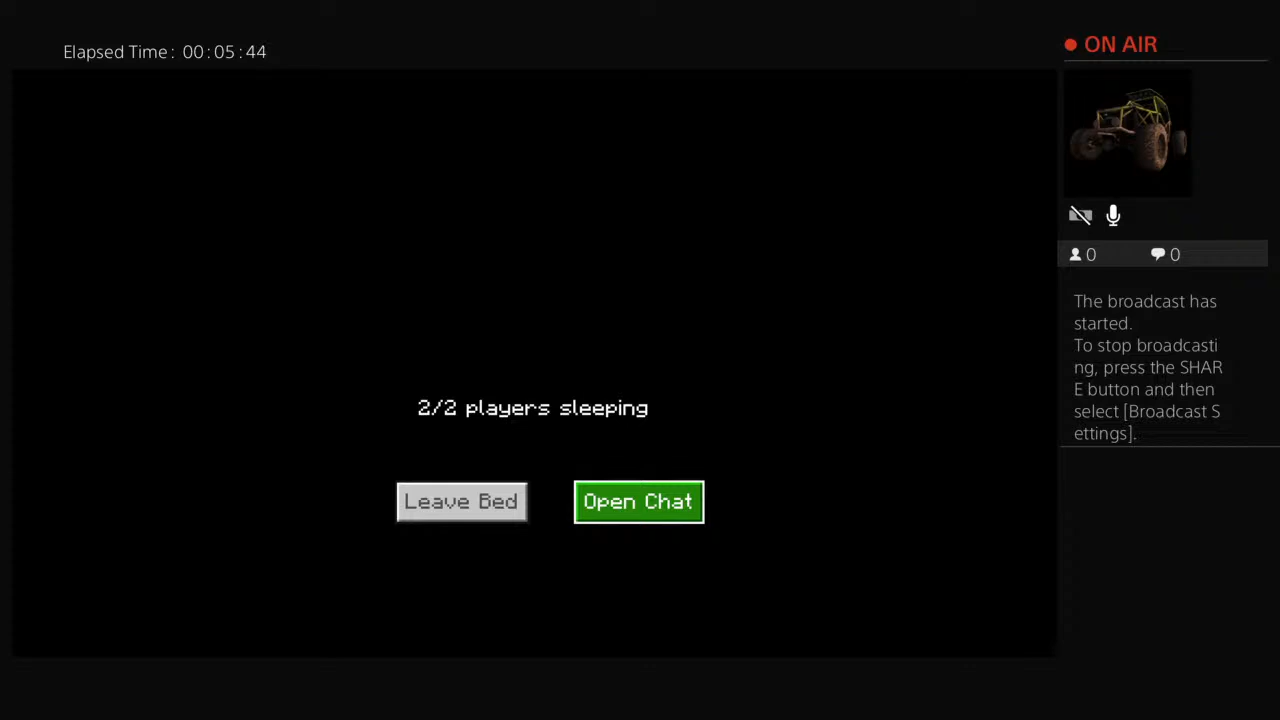 Elapsed Time: 00:05:44
ON AIR
0
0
The broadcast has
started.
To stop broadcasti
ng, press the SHAR
E button and then
select [Broadcast S
ettings].
2/2 players sleeping
Leave Bed
Open Chat